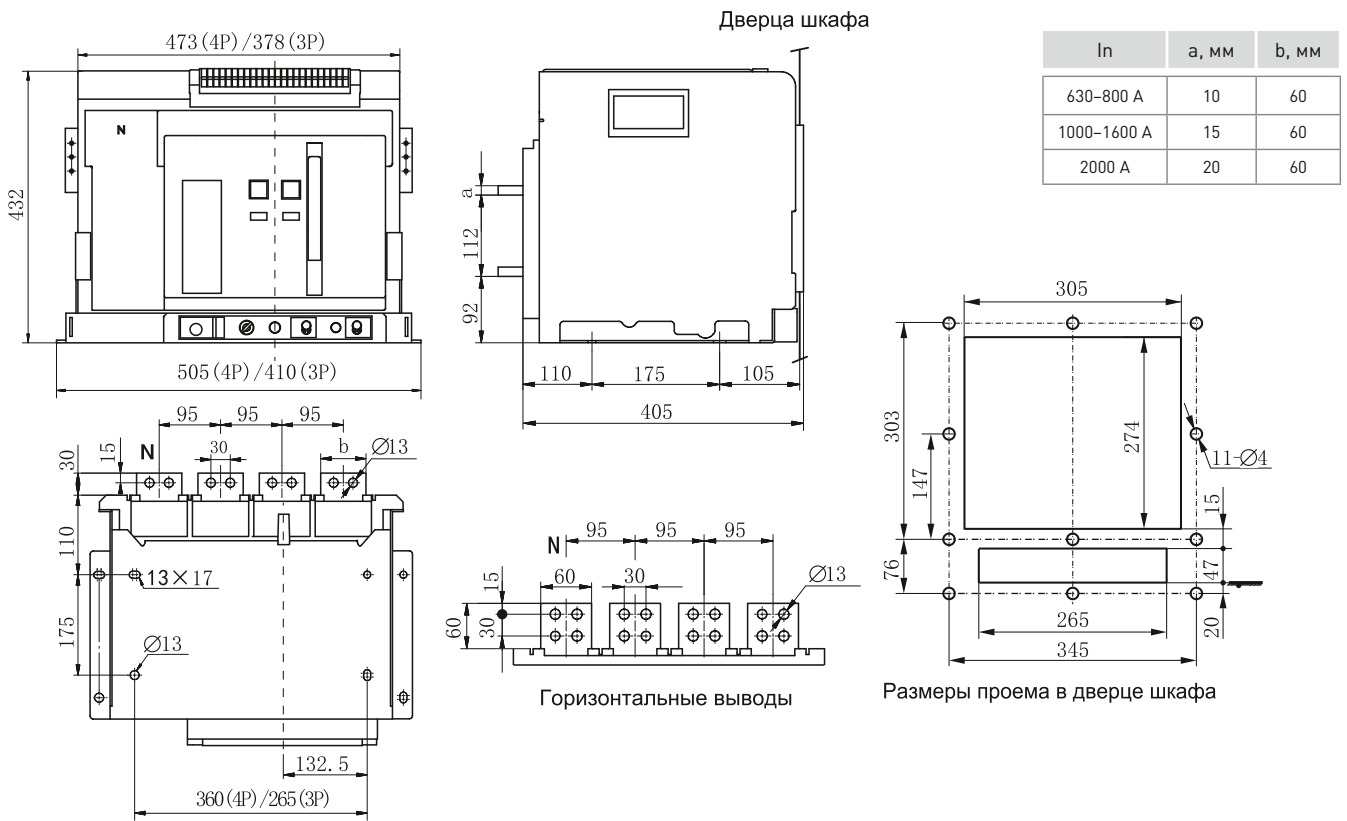 Дверца шкафа
473(4P)/378(3P)
432
N
505(4P)/410(3P)
a
112
92
110
175
105
405
In
a, мм
b, мм
630–800 А
10
60
1000–1600 А
15
60
2000 А
20
60
95
95
95
30
15
N
30
b
Ø13
110
13×17
175
Ø13
132.5
360(4P)/265(3P)
95
95
95
N
15
60
30
Ø13
60
30
Горизонтальные выводы
305
303
274
147
11-Ø4
15
76
47
265
20
345
Размеры проема в дверце шкафа